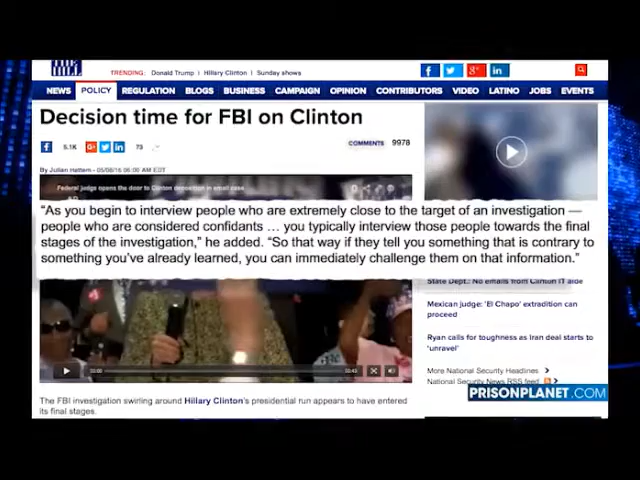 THE
HILL
TRENDING: Donald Trump | Hillary Clinton | Sunday shows
NEWS POLICY REGULATION BLOGS BUSINESS CAMPAIGN OPINION CONTRIBUTORS VIDEO LATINO JOBS EVENTS
Decision time for FBI on Clinton
5.1K 73
COMMENTS 9978
By Julian Hattem - 05/08/16 06:00 AM EDT
Federal judge opens the door to Clinton deposition in email case
“As you begin to interview people who are extremely close to the target of an investigation —
people who are considered confidants … you typically interview those people towards the final
stages of the investigation,” he added. “So that way if they tell you something that is contrary to
something you’ve already learned, you can immediately challenge them on that information.”
State Dept.: No emails from Clinton IT aide
Mexican judge: 'El Chapo' extradition can
proceed
Ryan calls for toughness as Iran deal starts to
'unravel'
More National Security Headlines
National Security News RSS feed
PRISONPLANET.COM
00:00
The FBI investigation swirling around Hillary Clinton's presidential run appears to have entered
its final stages.